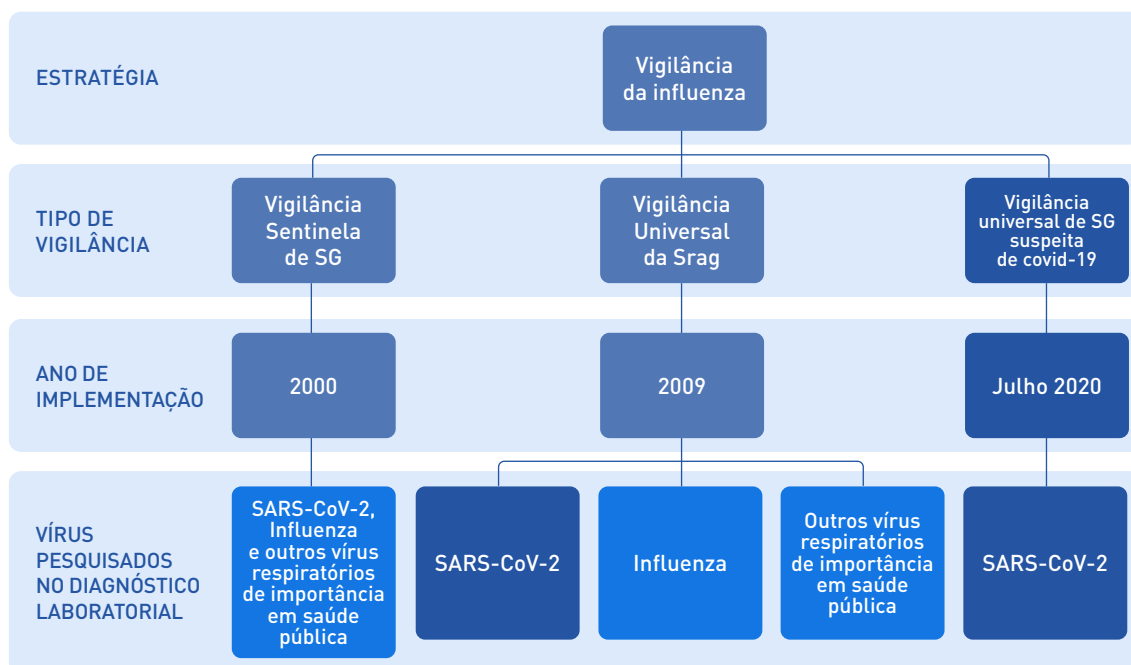 ESTRATÉGIA
Vigilância
da influenza
TIPO DE
VIGILÂNCIA
Vigilância
Sentinela
de SG
Vigilância
Universal
da Srag
Vigilância
universal de SG
suspeita
de covid-19
ANO DE
IMPLEMENTAÇÃO
2000
2009
Julho 2020
VÍRUS
PESQUISADOS
NO DIAGNÓSTICO
LABORATORIAL
SARS-CoV-2,
Influenza
e outros vírus
respiratórios
de importância
em saúde
pública
SARS-CoV-2
Influenza
Outros vírus
respiratórios
de importância
em saúde
pública
SARS-CoV-2